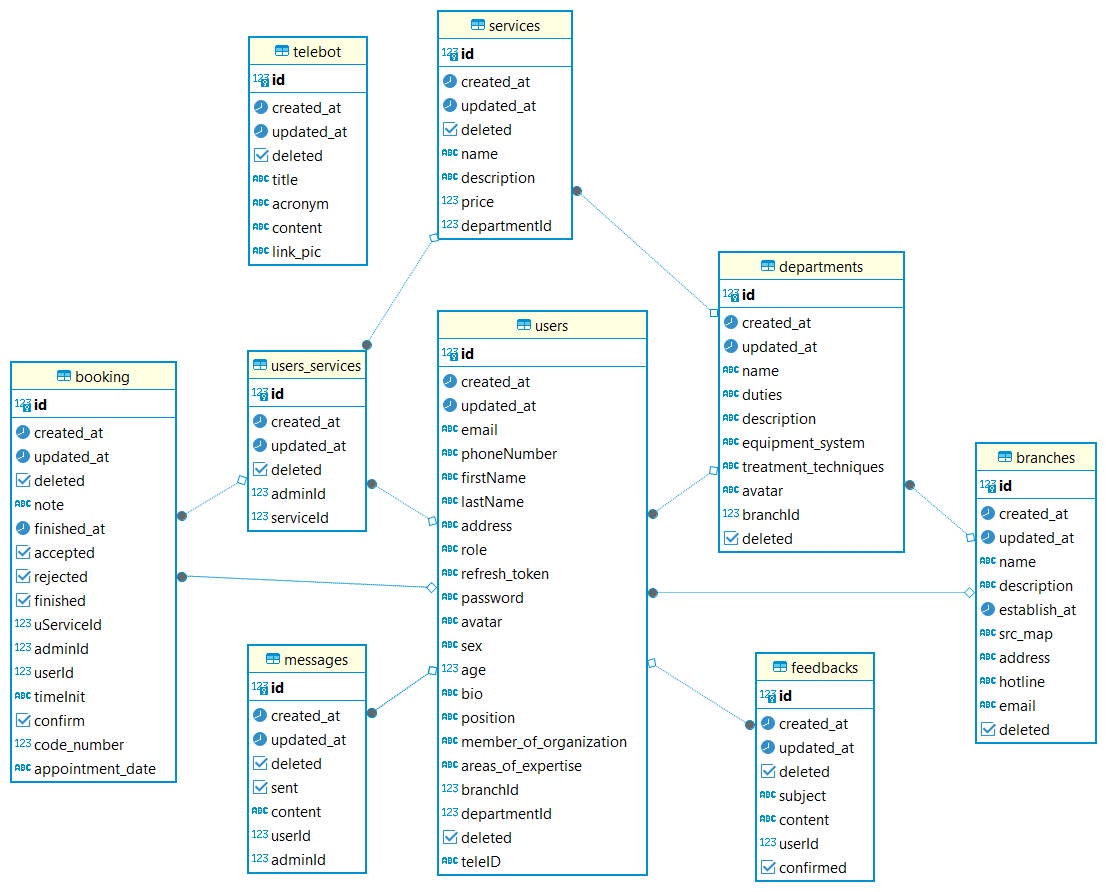 services
123 id
created_at
updated_at
deleted
ABC name
ABC description
123 price
123 departmentId
telebot
123 id
created_at
updated_at
deleted
ABC title
ABC acronym
ABC content
ABC link_pic
departments
123 id
created_at
updated_at
ABC name
ABC duties
ABC description
ABC equipment_system
ABC treatment_techniques
ABC avatar
123 branchId
deleted
users
123 id
created_at
updated_at
ABC email
ABC phoneNumber
ABC firstName
ABC lastName
ABC address
ABC role
ABC refresh_token
ABC password
ABC avatar
ABC sex
123 age
ABC bio
ABC position
ABC member_of_organization
ABC areas_of_expertise
123 branchId
123 departmentId
deleted
ABC teleID
users_services
123 id
created_at
updated_at
deleted
123 adminId
123 serviceId
booking
123 id
created_at
updated_at
deleted
ABC note
finished_at
accepted
rejected
finished
123 uServiceId
123 adminId
123 userId
ABC timeInit
confirm
123 code_number
ABC appointment_date
branches
123 id
created_at
updated_at
ABC name
ABC description
establish_at
ABC src_map
ABC address
ABC hotline
ABC email
deleted
messages
123 id
created_at
updated_at
deleted
sent
ABC content
123 userId
123 adminId
feedbacks
123 id
created_at
updated_at
deleted
ABC subject
ABC content
123 userId
confirmed